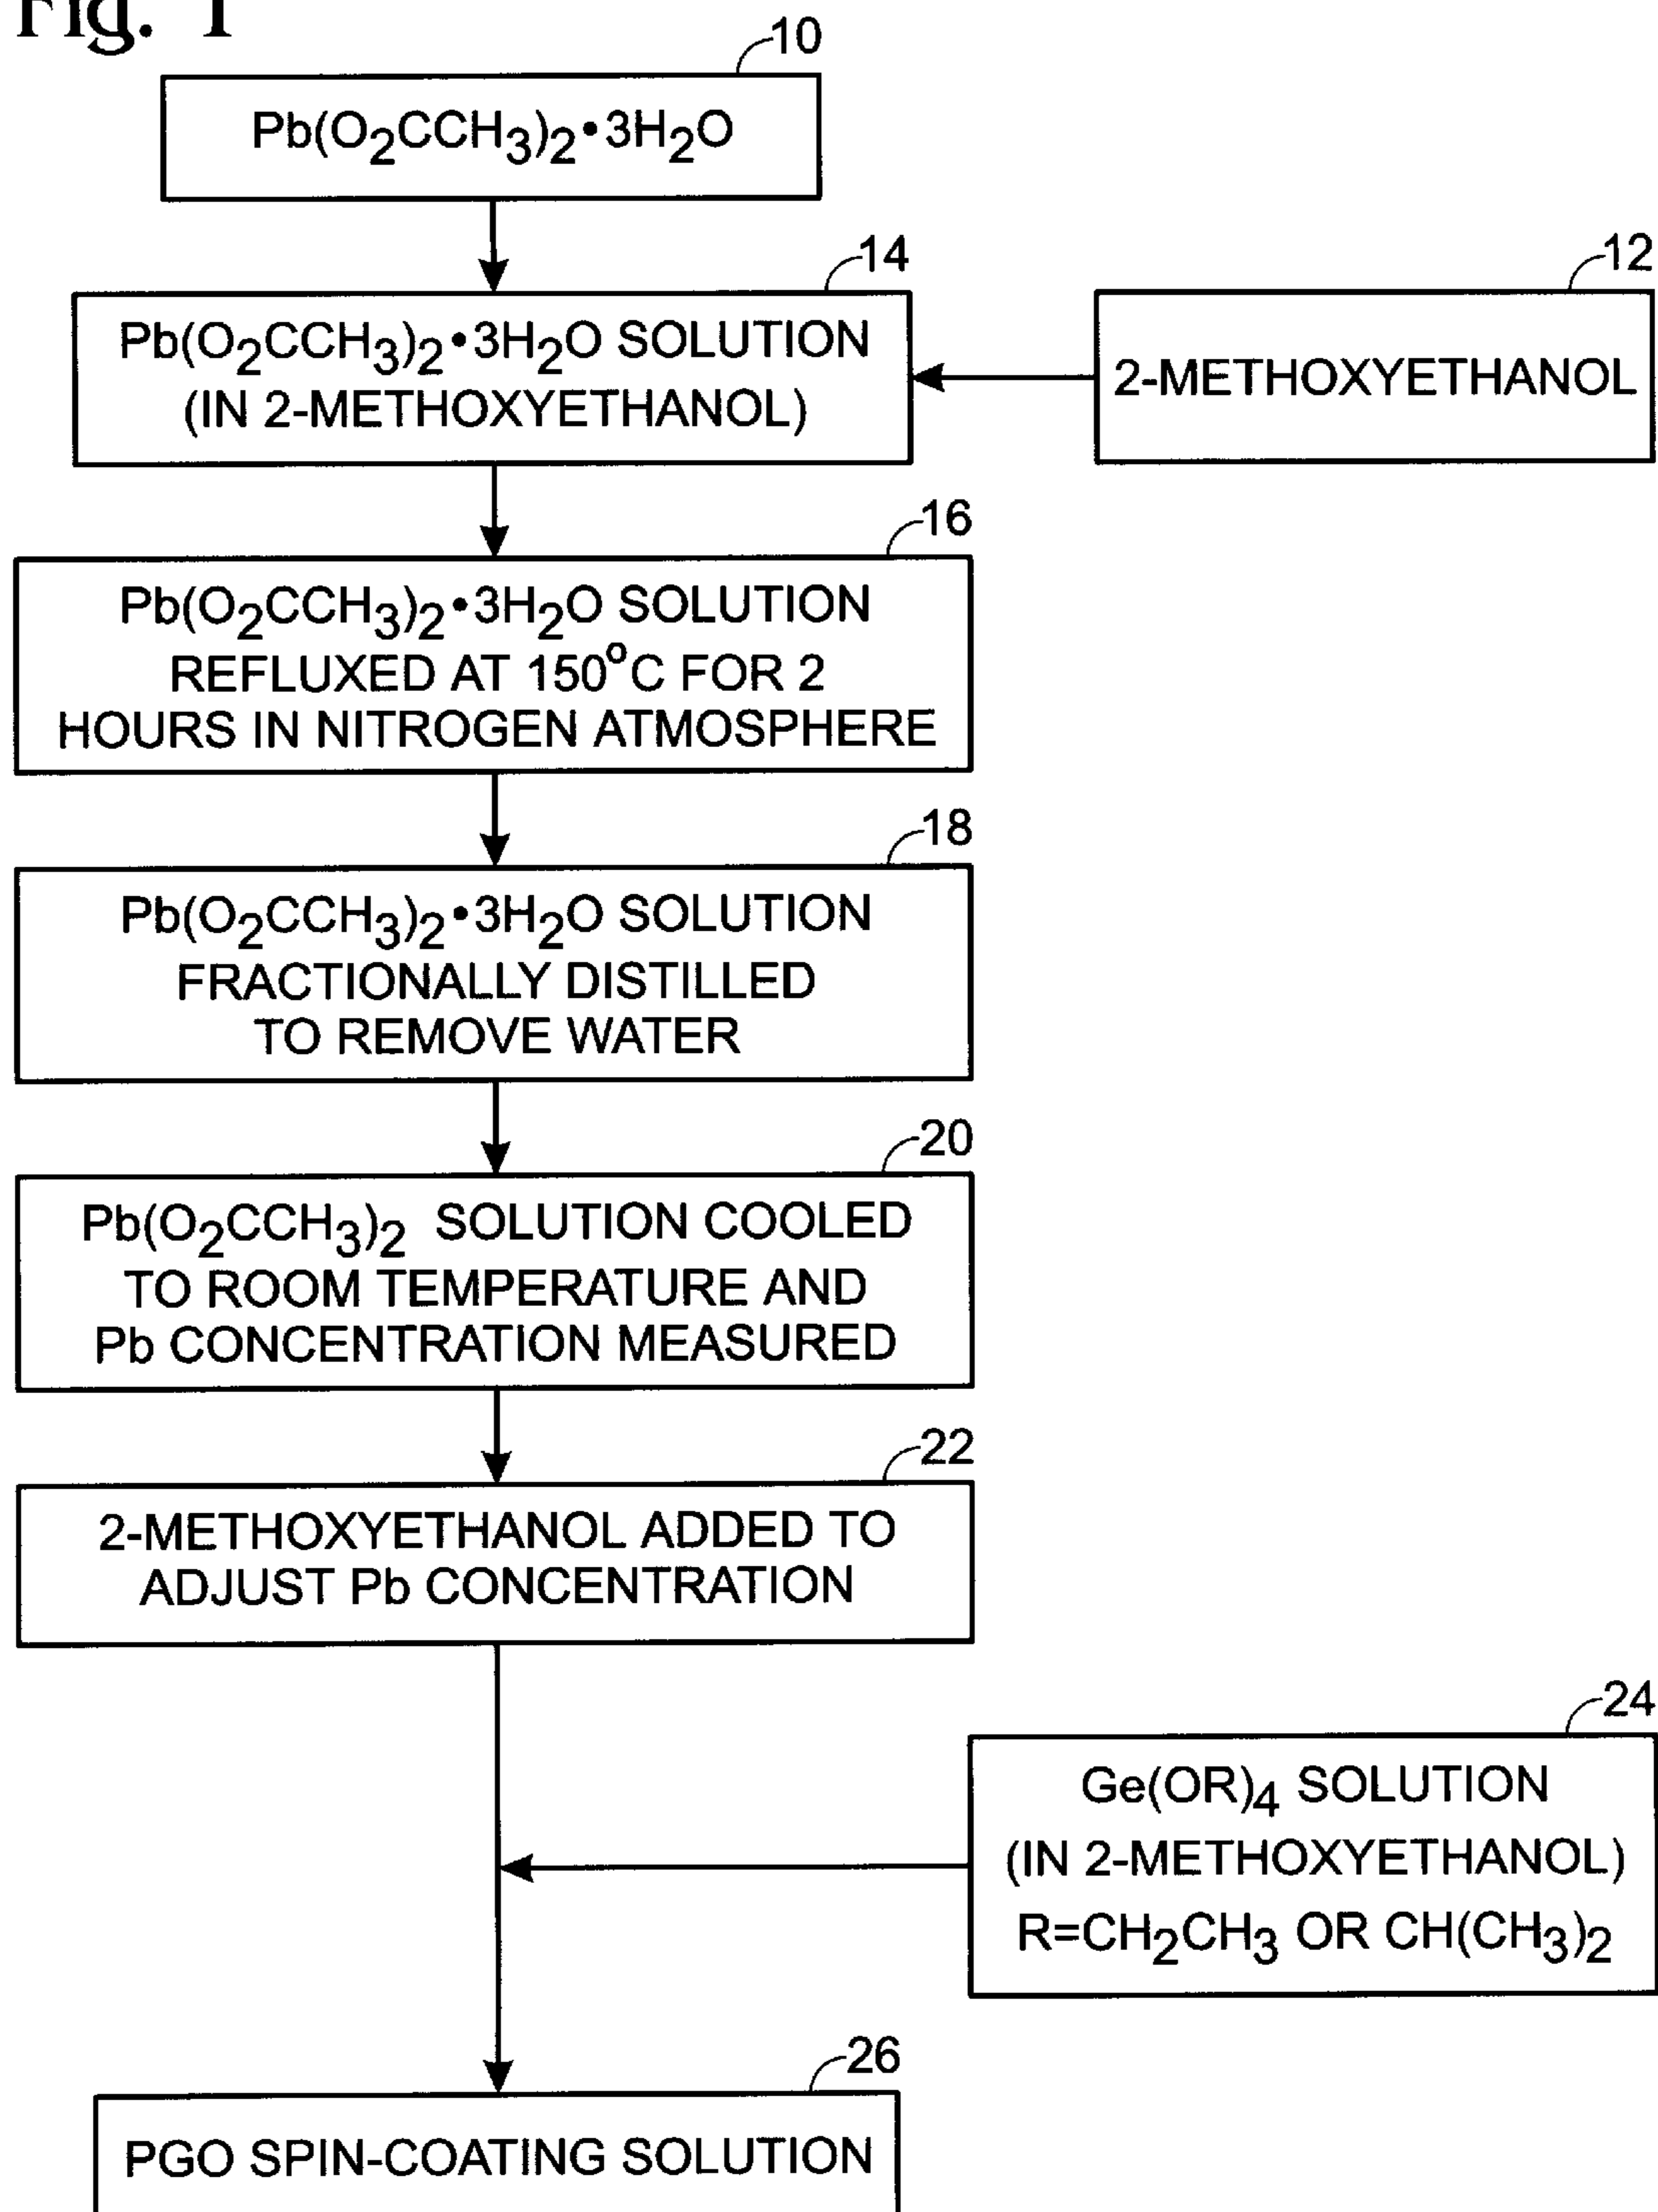 Fig. 1
10
Pb(O2CCH3)2•3H2O
14
Pb(O2CCH3)2•3H2O SOLUTION
(IN 2-METHOXYETHANOL)
12
2-METHOXYETHANOL
16
Pb(O2CCH3)2•3H2O SOLUTION
REFLUXED AT 150°C FOR 2
HOURS IN NITROGEN ATMOSPHERE
18
Pb(O2CCH3)2•3H2O SOLUTION
FRACTIONALLY DISTILLED
TO REMOVE WATER
20
Pb(O2CCH3)2 SOLUTION COOLED
TO ROOM TEMPERATURE AND
Pb CONCENTRATION MEASURED
22
2-METHOXYETHANOL ADDED TO
ADJUST Pb CONCENTRATION
24
Ge(OR)4 SOLUTION
(IN 2-METHOXYETHANOL)
R=CH2CH3 OR CH(CH3)2
26
PGO SPIN-COATING SOLUTION